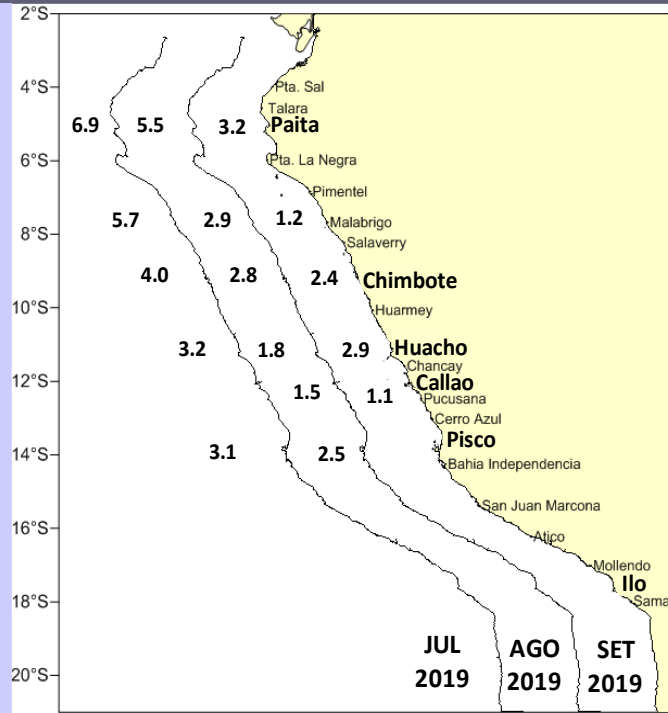 2°S
4°S
Pta. Sal
Talara
6.9 5.5 3.2 Paita
6°S
Pta. La Negra
Pimentel
5.7 2.9 1.2 Malabrigo
8°S
Salaverry
4.0 2.8 2.4 Chimbote
10°S
Huarmey
3.2 1.8 2.9 Huacho
Chancay
12°S
Callao
1.5 1.1 Pucusana
Cerro Azul
Pisco
14°S
3.1 2.5 Bahia Independencia
San Juan Marcona
16°S
Atico
Mollendo
Ilo
18°S
Sama
JUL AGO SET
2019 2019 2019
20°S